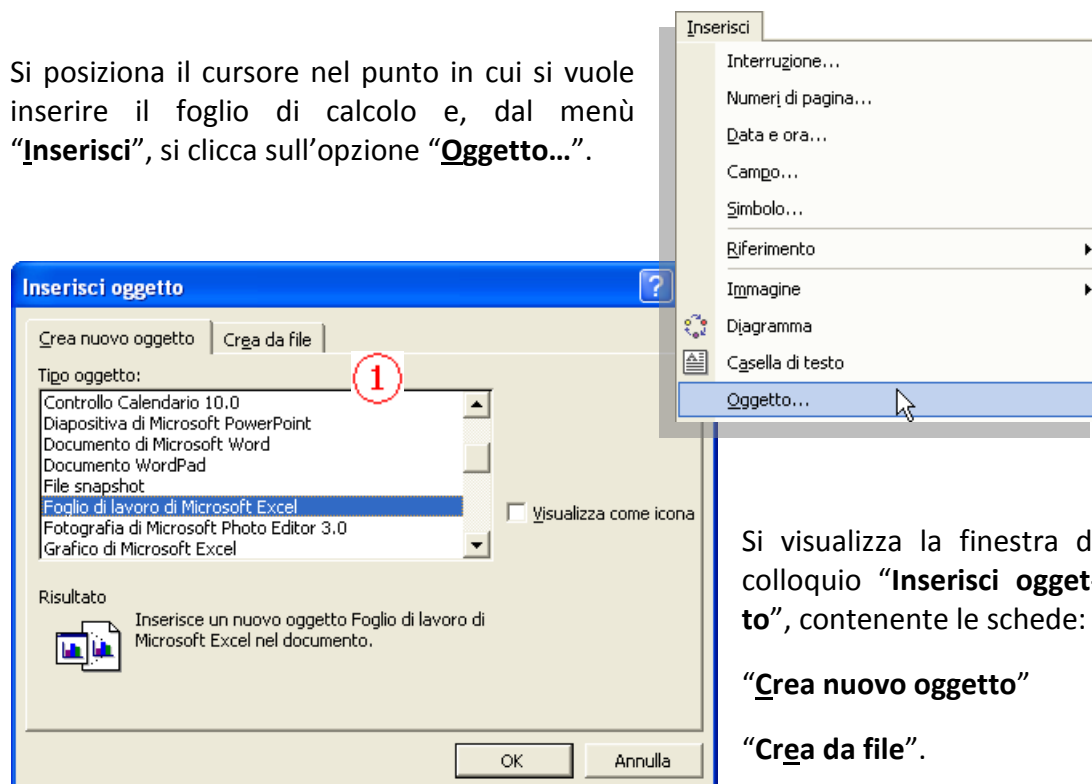 Si posiziona il cursore nel punto in cui si vuole
inserire il foglio di calcolo e, dal menù
“Inserisci”, si clicca sull’opzione “Oggetto…”.
Inserisci
Interruzione...
Numeri di pagina...
Data e ora...
Campo...
Simbolo...
Riferimento
Immagine
Diagramma
Casella di testo
Oggetto...
Inserisci oggetto
?
Crea nuovo oggetto
Crea da file
Tipo oggetto:
1
Controllo Calendario 10.0
Diapositiva di Microsoft PowerPoint
Documento di Microsoft Word
Documento WordPad
File snapshot
Foglio di lavoro di Microsoft Excel
Fotografia di Microsoft Photo Editor 3.0
Grafico di Microsoft Excel
Visualizza come icona
Risultato
Inserisce un nuovo oggetto Foglio di lavoro di
Microsoft Excel nel documento.
OK
Annulla
Si visualizza la finestra d
colloquio “Inserisci ogget-
to”, contenente le schede:
“Crea nuovo oggetto”
“Crea da file”.